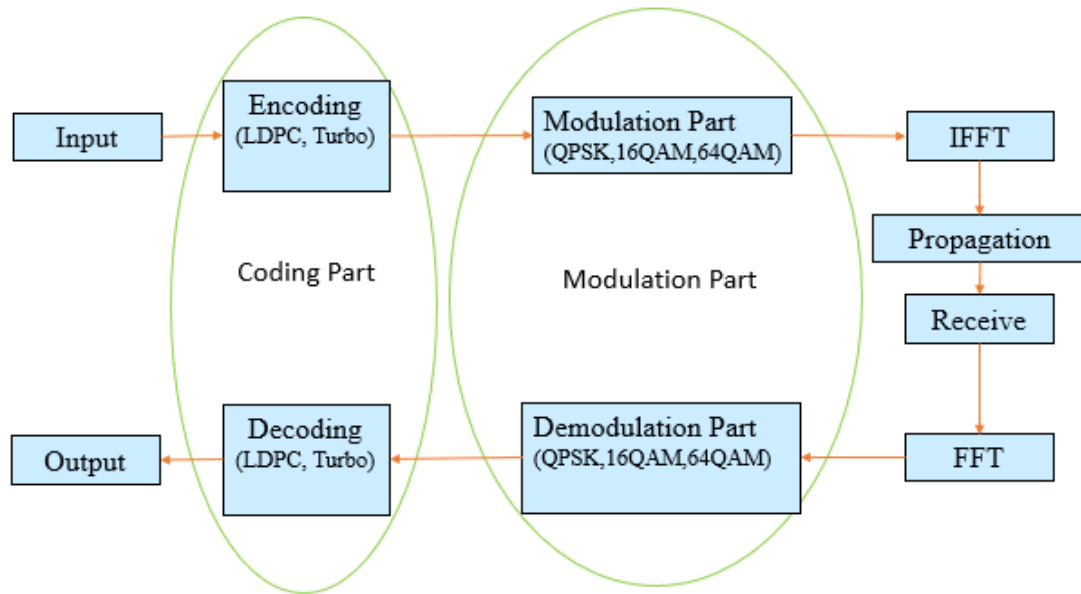 Input
Encoding
(LDPC, Turbo)
Modulation Part
(QPSK,16QAM,64QAM)
IFFT
Propagation
Coding Part
Modulation Part
Receive
Output
Decoding
(LDPC, Turbo)
Demodulation Part
(QPSK,16QAM,64QAM)
FFT